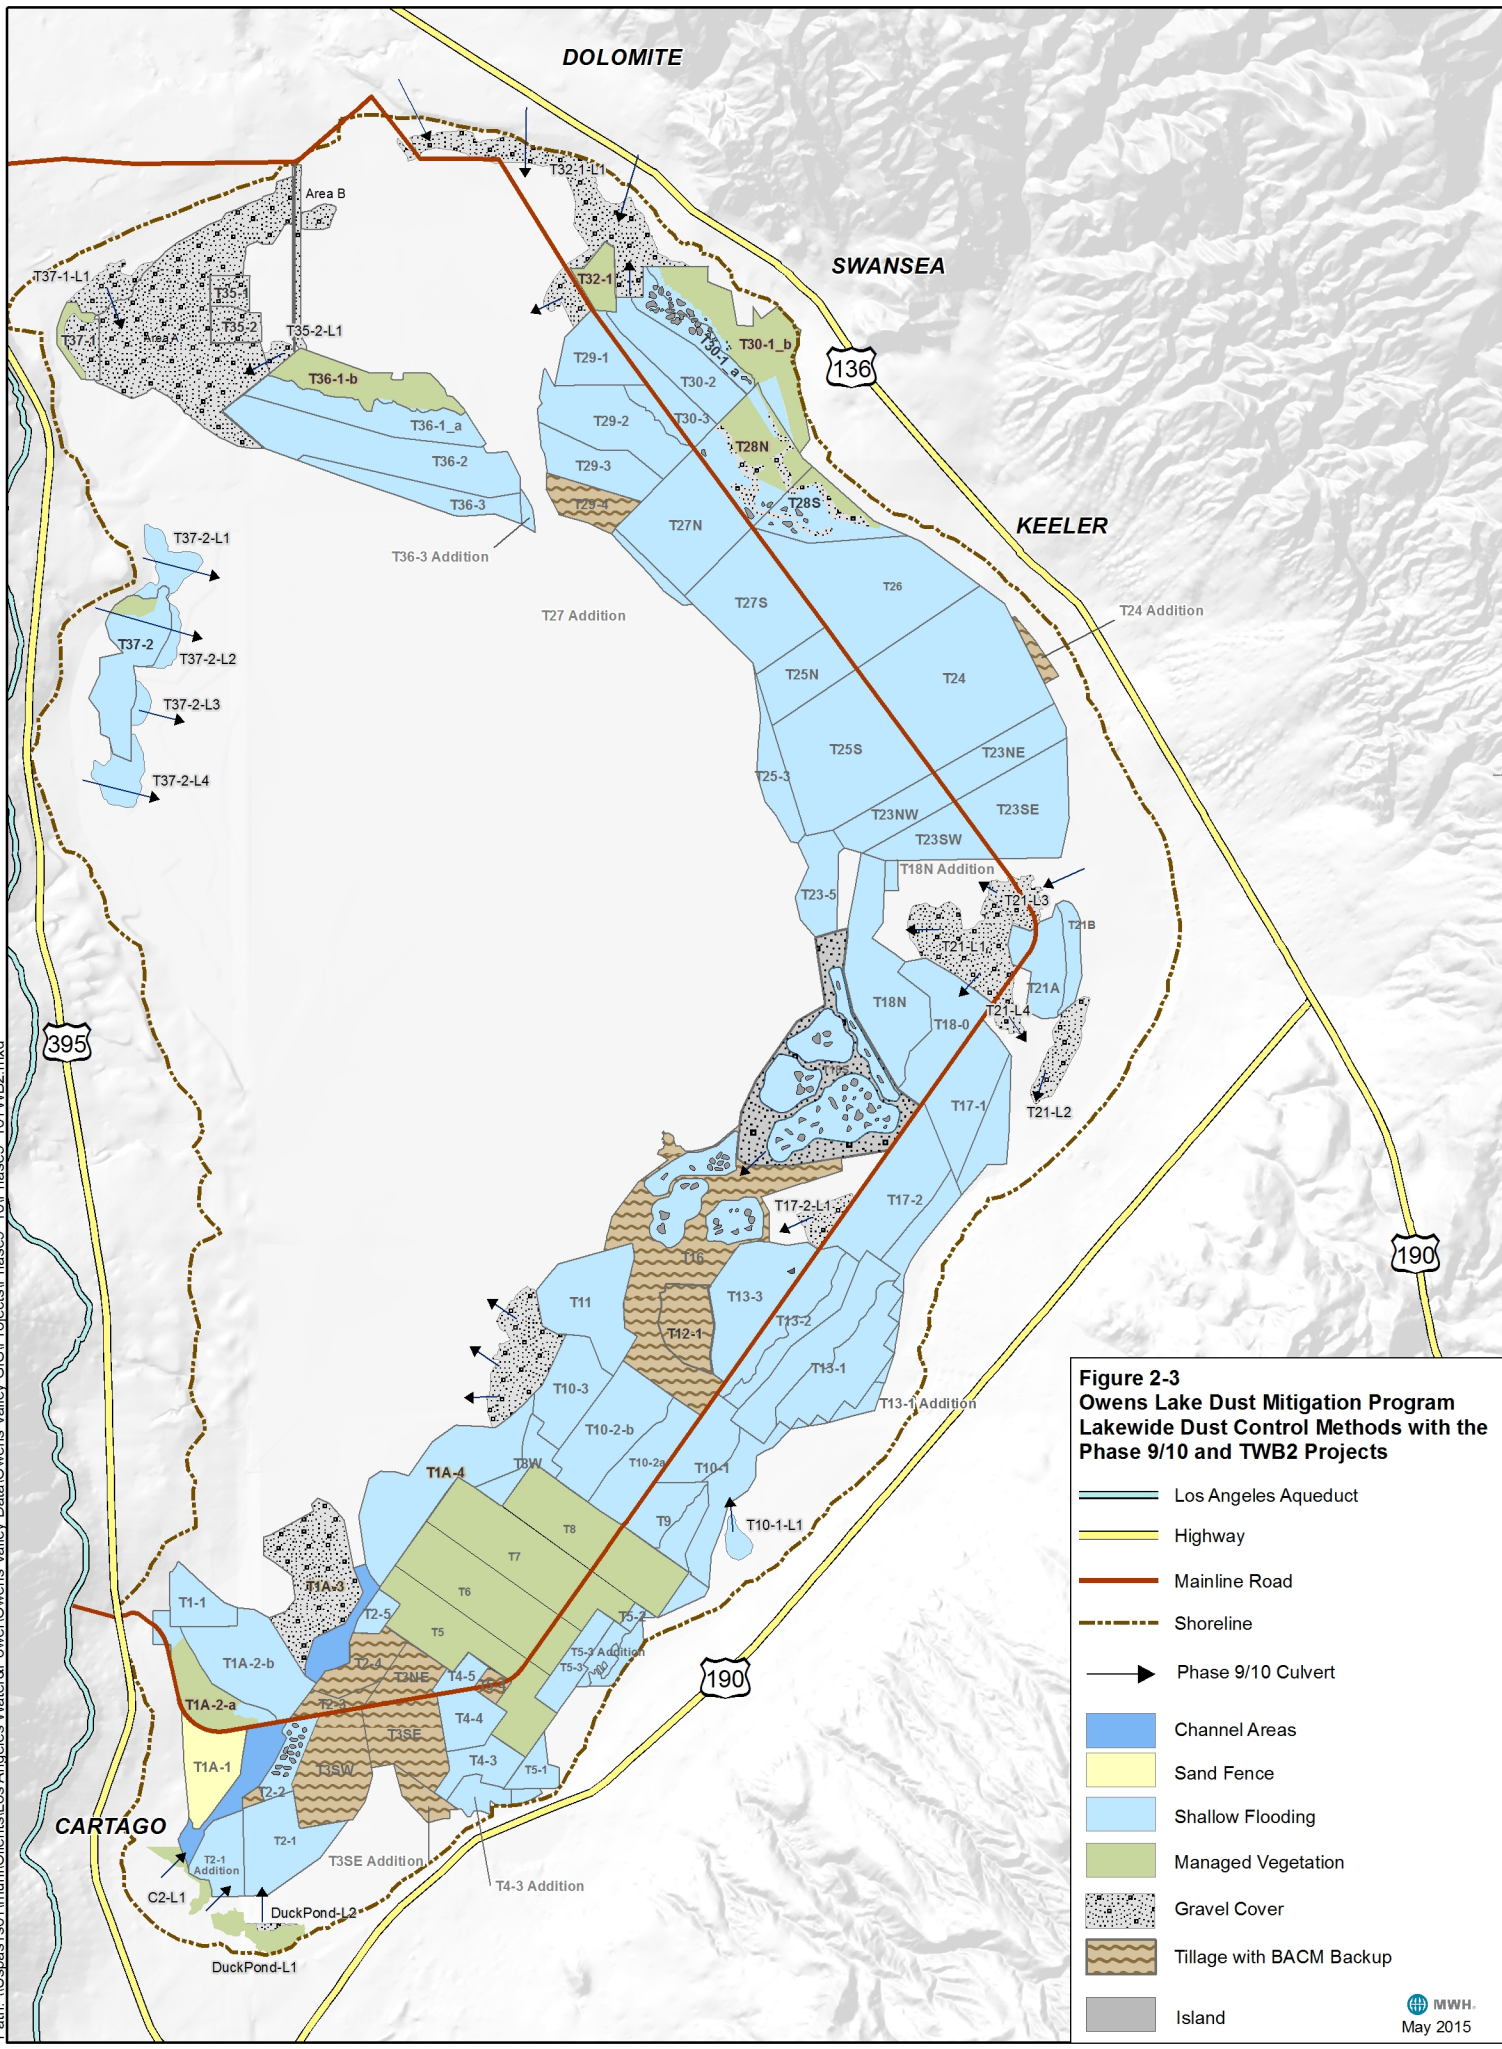 DOLOMITE
T32-1-L1
Area B
SWANSEA
T37-1-L1
T32-1
T35-1
T35-2
T35-2-L1
T37-1
Area A
T30-1_a
T30-1_b
136
T29-1
T36-1-b
T30-2
T36-1_a
T29-2
T30-3
T28N
T36-2
T29-3
T36-3
T29-4
T28S
T27N
KEELER
T37-2-L1
T36-3 Addition
T26
T27S
T27 Addition
T24 Addition
T37-2
T37-2-L2
T25N
T24
T37-2-L3
T25S
T23NE
T25-3
T37-2-L4
T23NW
T23SE
T23SW
T18N Addition
T23-5
T21-L3
T21B
T21-L1
T21A
T18N
T21-L4
T18-0
395
T18S
T17-1
T21-L2
T17-2
T17-2-L1
T16
190
T11
T13-3
T13-2
T12-1
T13-1
T10-3
T13-1 Addition
T10-2-b
T8W
T10-2a
T10-1
T1A-4
T9
T10-1-L1
T8
T7
T1A-3
T6
T1-1
T2-5
T5-2
T5
T5-3 Addition
T5-3
T1A-2-b
T2-4
T3NE
T4-5
190
T1A-2-a
T2-3
T4-4
T3SE
T1A-1
T3SW
T4-3
T5-1
T2-2
CARTAGO
T2-1
T2-1
Addition
T3SE Addition
T4-3 Addition
C2-L1
DuckPond-L2
DuckPond-L1
Figure 2-3
Owens Lake Dust Mitigation Program
Lakewide Dust Control Methods with the
Phase 9/10 and TWB2 Projects
Los Angeles Aqueduct
Highway
Mainline Road
Shoreline
Phase 9/10 Culvert
Channel Areas
Sand Fence
Shallow Flooding
Managed Vegetation
Gravel Cover
Tillage with BACM Backup
Island
MWH.
May 2015